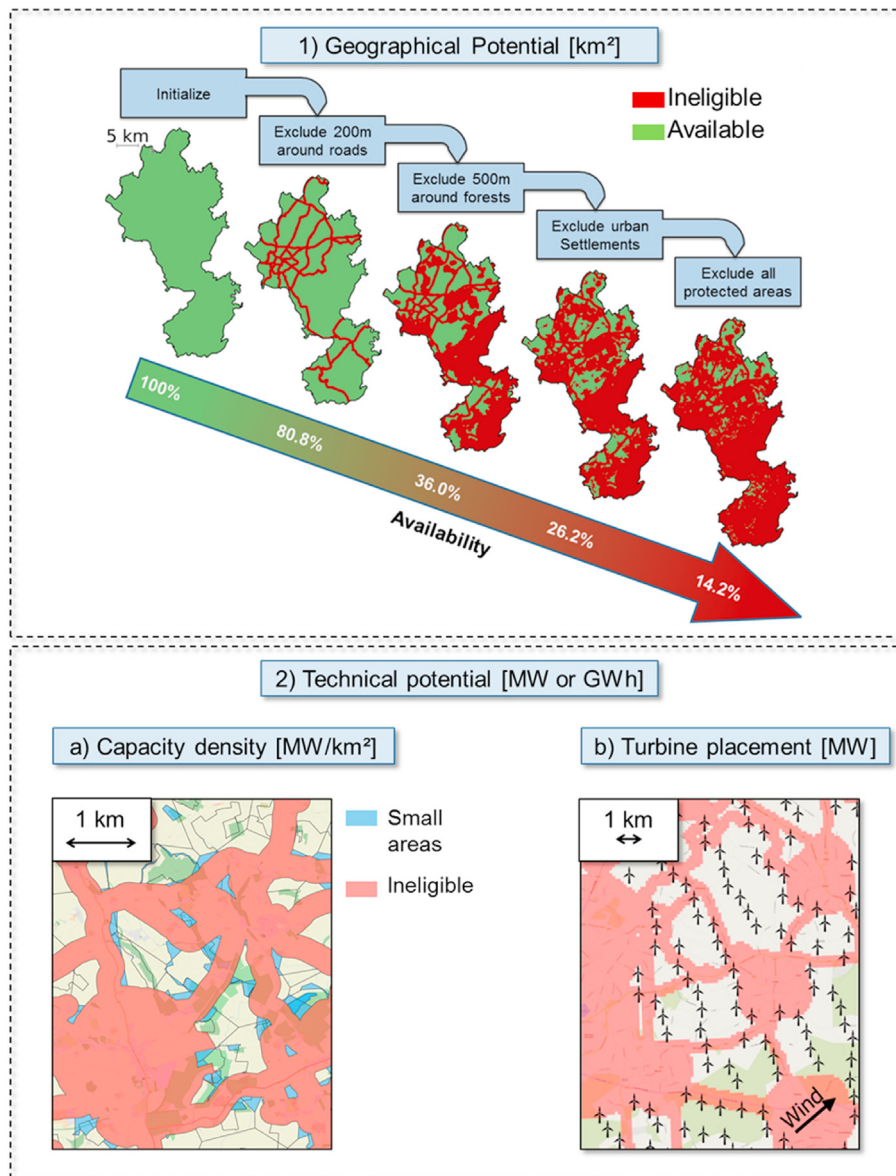 1) Geographical Potential [km²]
Initialize
Ineligible
Available
5 km
Exclude 200m
around roads
Exclude 500m
around forests
Exclude urban
Settlements
Exclude all
protected areas
100%
80.8%
36.0%
26.2%
14.2%
Availability
2) Technical potential [MW or GWh]
a) Capacity density [MW/km²]
b) Turbine placement [MW]
1 km
Small
areas
Ineligible
1 km
Wind